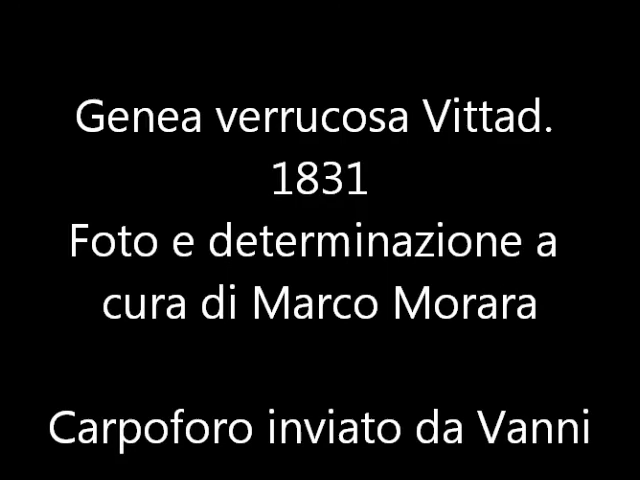 Genea verrucosa Vittad.
1831
Foto e determinazione a
cura di Marco Morara
Carpoforo inviato da Vanni